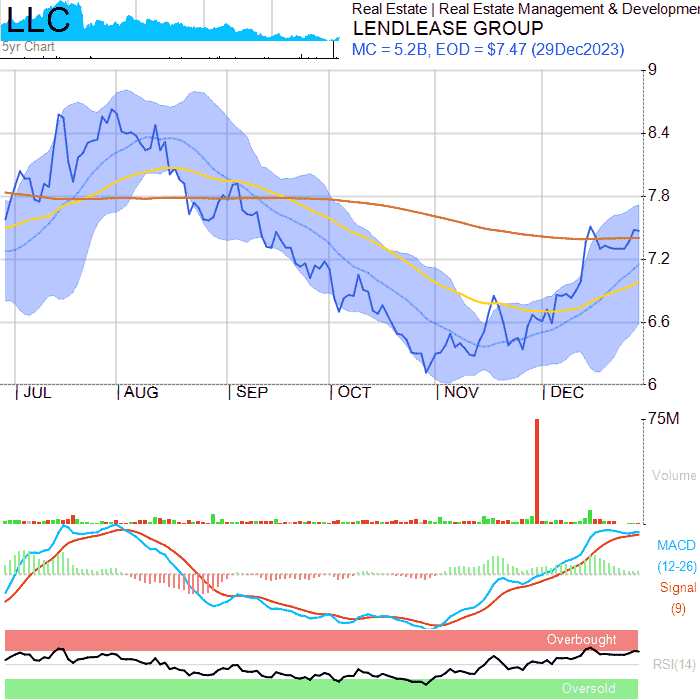 LLC
5yr Chart
Real Estate | Real Estate Management & Developmen
LENDLEASE GROUP
MC = 5.2B, EOD = $7.47 (29Dec2023)
9
8.4
7.8
7.2
6.6
6
JUL
AUG
SEP
OCT
NOV
DEC
75M
Volume
MACD
(12-26)
Signal
(9)
Overbought
RSI(14)
Oversold